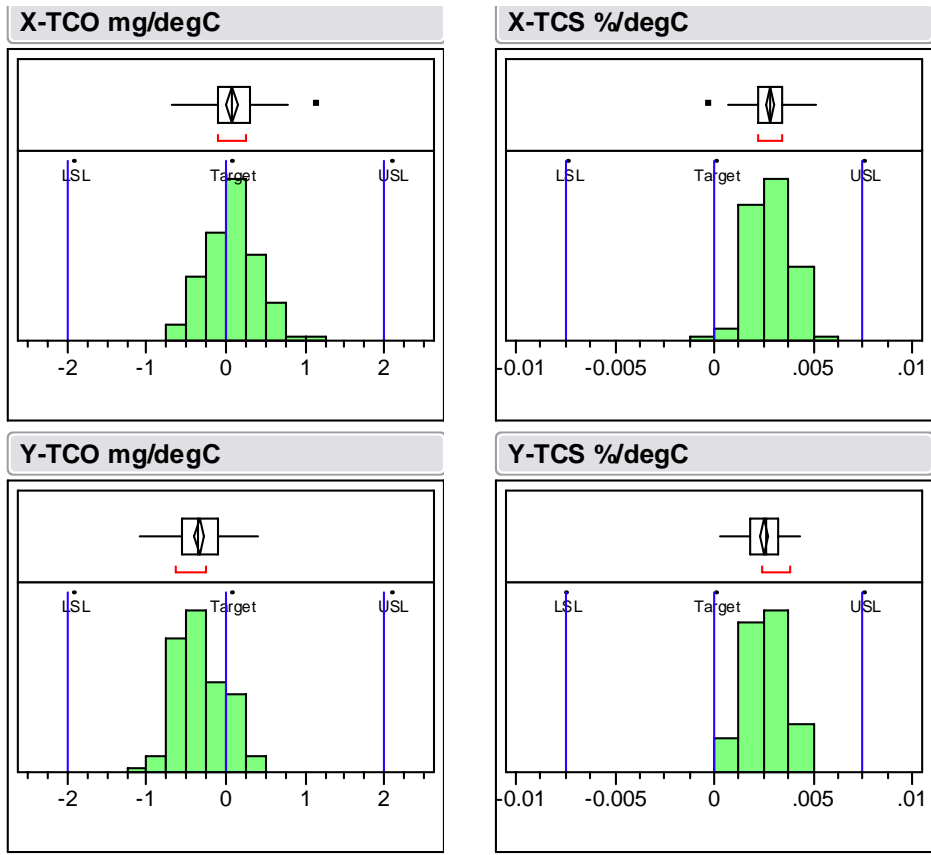 X-TCO mg/degC
LSL Target USL
-2 -1 0 1 2
X-TCS %/degC
LSL Target USL
-0.01 -0.005 0 .005 .01
Y-TCO mg/degC
LSL Target USL
-2 -1 0 1 2
Y-TCS %/degC
LSL Target USL
-0.01 -0.005 0 .005 .01